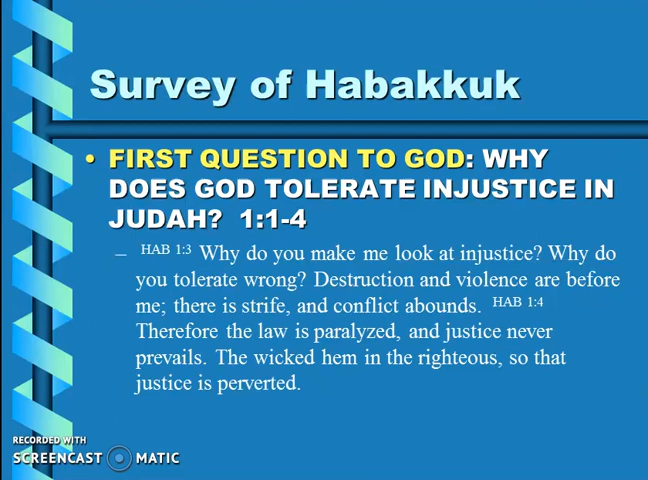 Survey of Habakkuk
• FIRST QUESTION TO GOD: WHY
DOES GOD TOLERATE INJUSTICE IN
JUDAH? 1:1-4
– HAB 1:3 Why do you make me look at injustice? Why do
you tolerate wrong? Destruction and violence are before
me; there is strife, and conflict abounds. HAB 1:4
Therefore the law is paralyzed, and justice never
prevails. The wicked hem in the righteous, so that
justice is perverted.
RECORDED WITH
SCREENCAST MATIC